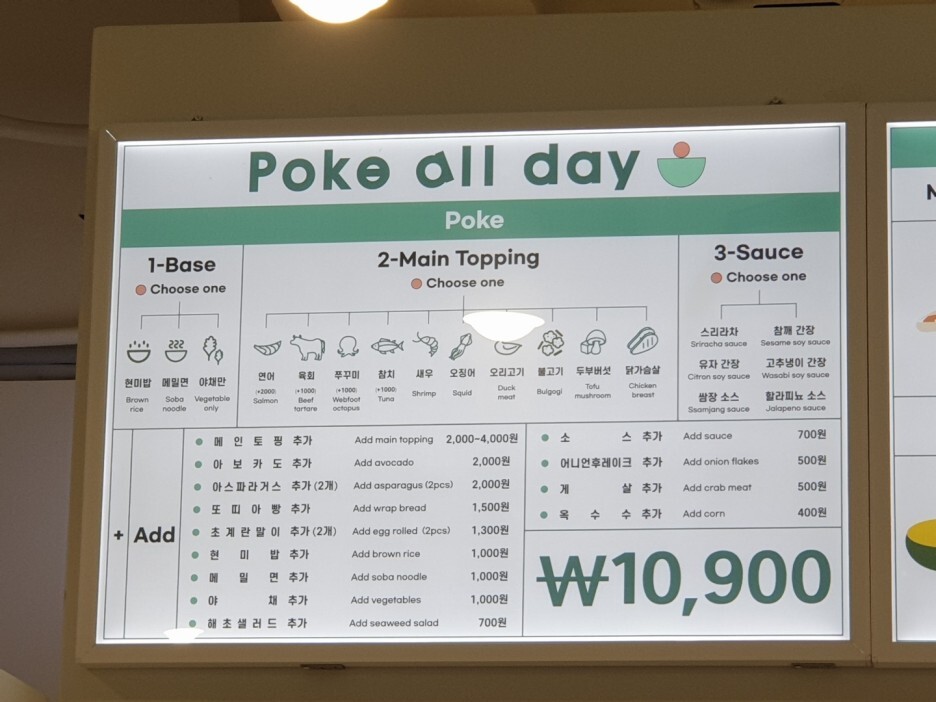 Poke all day
Poke
1-Base
Choose one
현미밥 메밀면 야채만
Brown rice
Soba noodle
Vegetable only
2-Main Topping
Choose one
연어 (+2000) Salmon
육회 (+1000) Beef tartare
쭈꾸미 (+1000) Webfoot octopus
참치 (+1000) Tuna
새우 Shrimp
오징어 Squid
오리고기 Duck meat
불고기 Bulgogi
두부버섯 Tofu mushroom
닭가슴살 Chicken breast
3-Sauce
Choose one
스리라차 참깨 간장
Sriracha sauce Sesame soy sauce
유자 간장 고추냉이 간장
Citron soy sauce Wasabi soy sauce
쌈장 소스 할라피뇨 소스
Ssamjang sauce Jalapeno sauce
+ Add
메인토핑 추가 Add main topping 2,000-4,000원
아보카도 추가 Add avocado 2,000원
아스파라거스 추가(2개) Add asparagus (2pcs) 2,000원
또띠아빵 추가 Add wrap bread 1,500원
초계란말이 추가(2개) Add egg rolled (2pcs) 1,300원
현미밥 추가 Add brown rice 1,000원
메밀면 추가 Add soba noodle 1,000원
야채 추가 Add vegetables 1,000원
해초샐러드 추가 Add seaweed salad 700원
소스 추가 Add sauce 700원
어니언후레이크 추가 Add onion flakes 500원
게살 추가 Add crab meat 500원
옥수수 추가 Add corn 400원
₩10,900